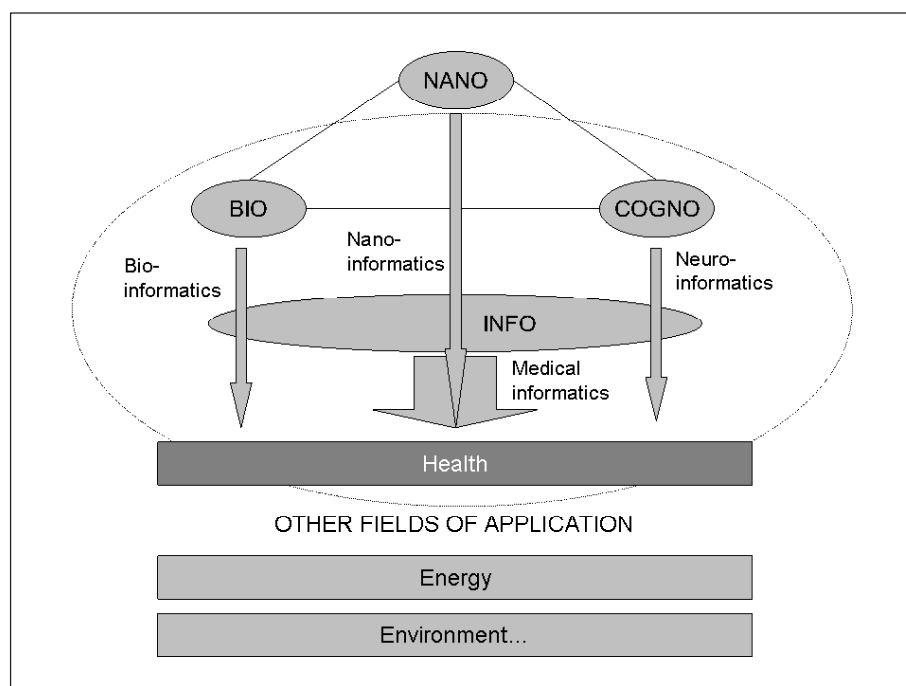 NANO
BIO
COGNO
Bio-
informatics
Nano-
informatics
Neuro-
informatics
INFO
Medical
informatics
Health
OTHER FIELDS OF APPLICATION
Energy
Environment...